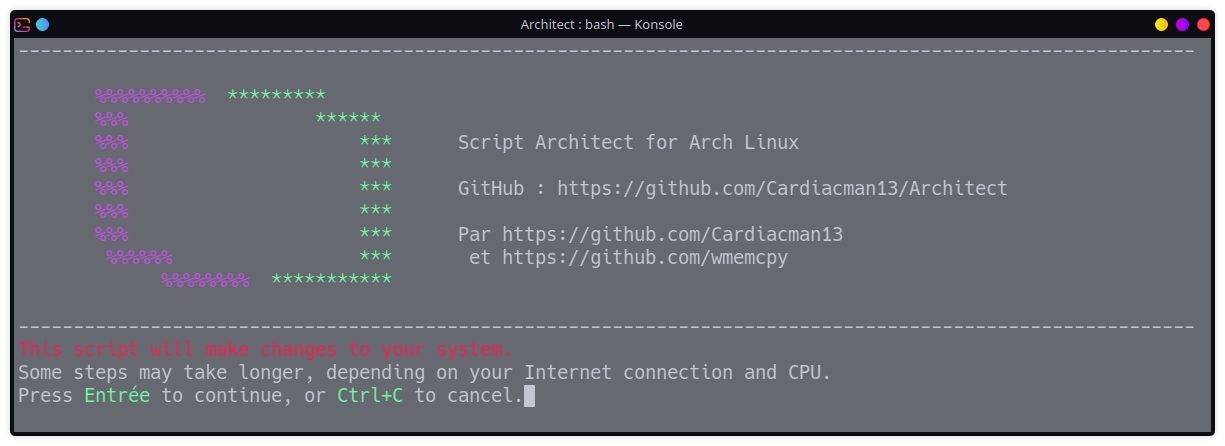 Architect : bash — Konsole
-----------------------------------------------------------------------------------------------------------
%%%%%%%%%%  *********
%%%                 ******
%%%                     ***      Script Architect for Arch Linux
%%%                     ***
%%%                     ***      GitHub : https://github.com/Cardiacman13/Architect
%%%                     ***
%%%                     ***      Par https://github.com/Cardiacman13
%%%%%%                 ***       et https://github.com/wmemcpy
%%%%%%%%  ***********
-----------------------------------------------------------------------------------------------------------
This script will make changes to your system.
Some steps may take longer, depending on your Internet connection and CPU.
Press Entrée to continue, or Ctrl+C to cancel.